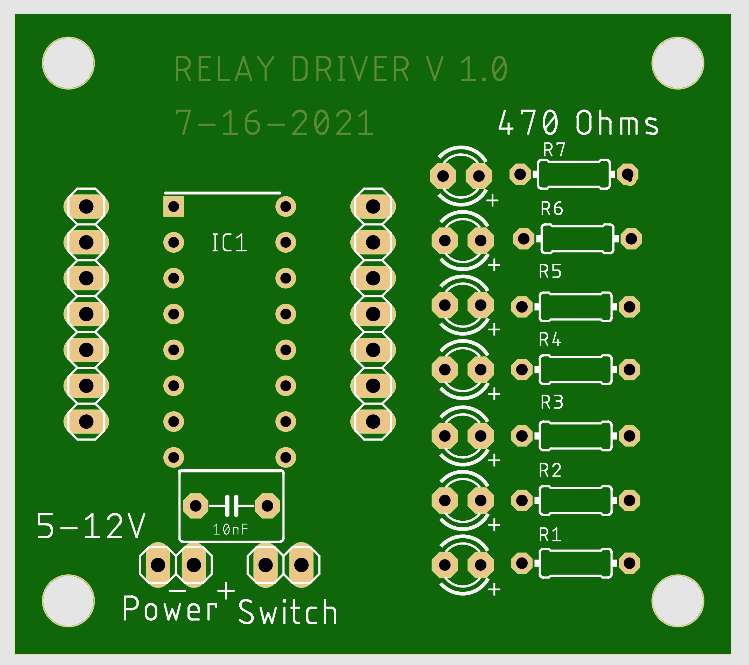 RELAY DRIVER V 1.0
7-16-2021
470 Ohms
R7
+
R6
IC1
+
R5
+
R4
+
R3
+
R2
10nF
5-12V
+
R1
- +
+
Power Switch